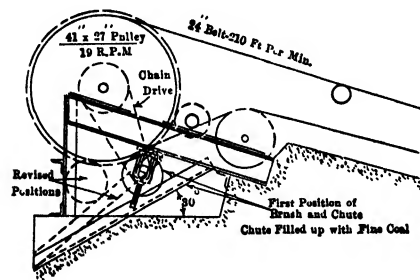 41" x 27" Pulley
19 R.P.M
24" Belt-210 Ft Per Min.
Chain
Drive
Revised
Positions
30
First Position of
Brush and Chute
Chute Filled up with Fine Coal